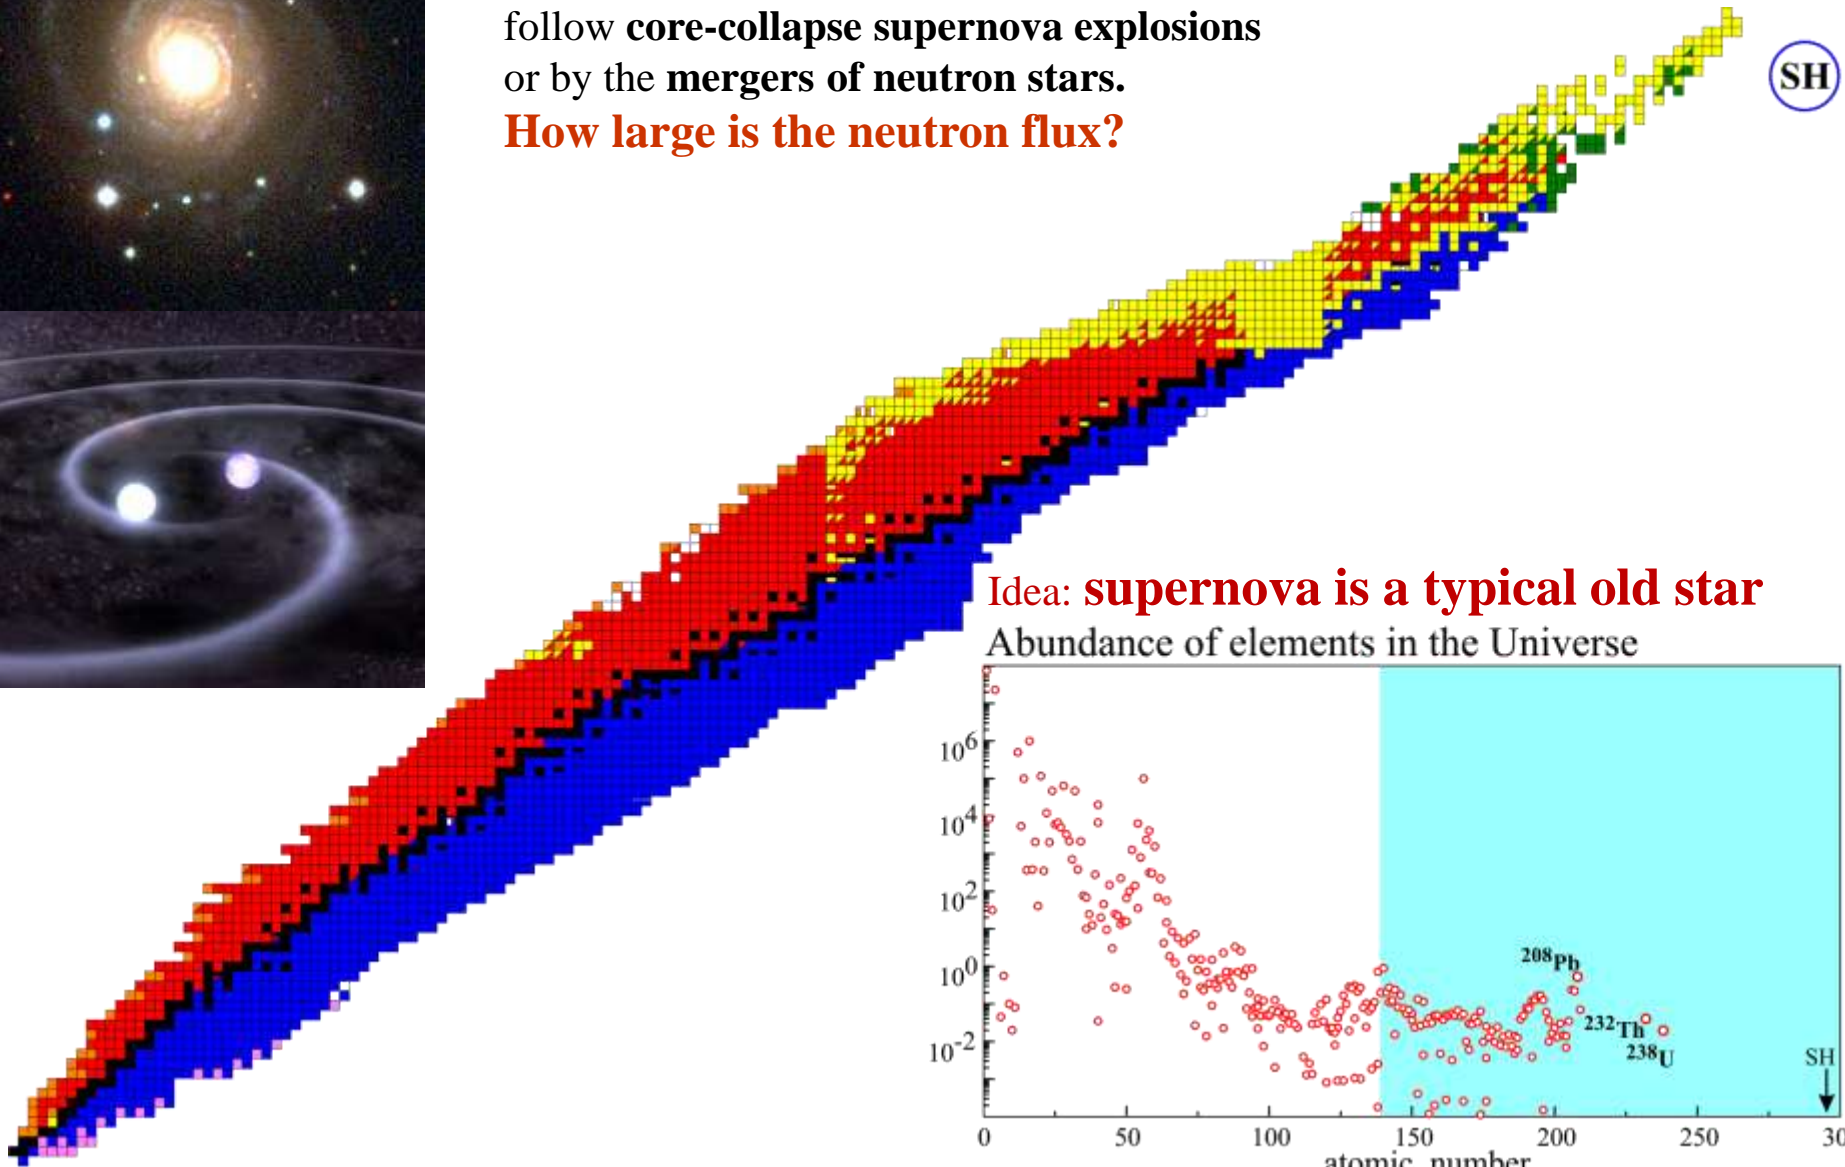 follow core-collapse supernova explosions
or by the mergers of neutron stars.
How large is the neutron flux?
SH
Idea: supernova is a typical old star
Abundance of elements in the Universe
10^6
10^4
10^2
10^0
10^-2
208Pb
232Th
238U
SH
0 50 100 150 200 250 30
atomic number